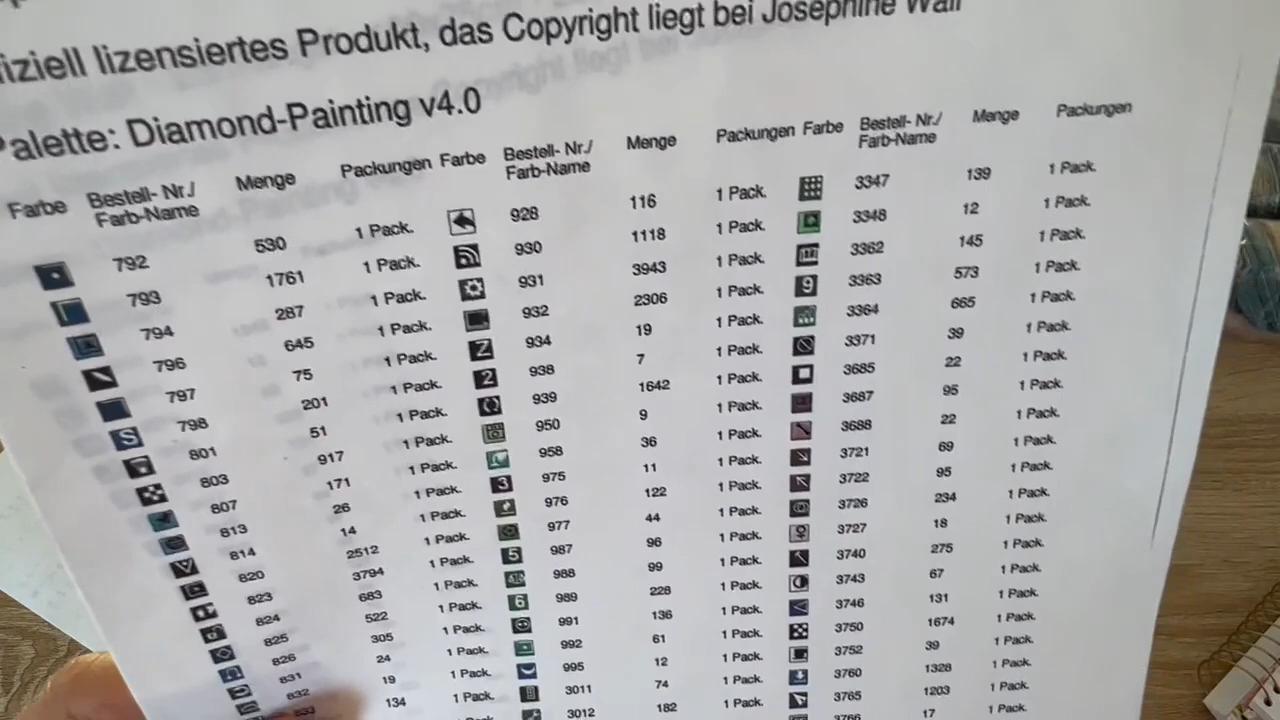 fiziell lizensiertes Produkt, das Copyright liegt bei Josephine Wall
Palette: Diamond-Painting v4.0
Farbe Bestell- Nr./ Menge Packungen Farbe Bestell- Nr./ Menge Packungen Farbe Bestell- Nr./ Menge Packungen
Farb-Name Farb-Name Farb-Name
792 530 1 Pack. 928 116 1 Pack. 3347 139 1 Pack.
793 1761 1 Pack. 930 1118 1 Pack. 3348 12 1 Pack.
794 287 1 Pack. 931 3943 1 Pack. 3362 145 1 Pack.
796 645 1 Pack. 932 2306 1 Pack. 3363 573 1 Pack.
797 75 1 Pack. 934 19 1 Pack. 3364 665 1 Pack.
798 201 1 Pack. 938 7 1 Pack. 3371 39 1 Pack.
801 51 1 Pack. 939 1642 1 Pack. 3685 22 1 Pack.
803 917 1 Pack. 950 9 1 Pack. 3687 95 1 Pack.
807 171 1 Pack. 958 36 1 Pack. 3688 22 1 Pack.
813 26 1 Pack. 975 11 1 Pack. 3721 69 1 Pack.
814 14 1 Pack. 976 122 1 Pack. 3722 95 1 Pack.
820 2512 1 Pack. 977 44 1 Pack. 3726 234 1 Pack.
823 3794 1 Pack. 987 96 1 Pack. 3727 18 1 Pack.
824 683 1 Pack. 988 99 1 Pack. 3740 275 1 Pack.
825 522 1 Pack. 989 228 1 Pack. 3743 67 1 Pack.
826 305 1 Pack. 991 136 1 Pack. 3746 131 1 Pack.
831 24 1 Pack. 992 61 1 Pack. 3750 1674 1 Pack.
832 19 1 Pack. 995 12 1 Pack. 3752 39 1 Pack.
833 134 Pack. 3011 74 1 Pack. 3760 1328 1 Pack.
3012 182 3765 1203 1 Pack.
3766 17